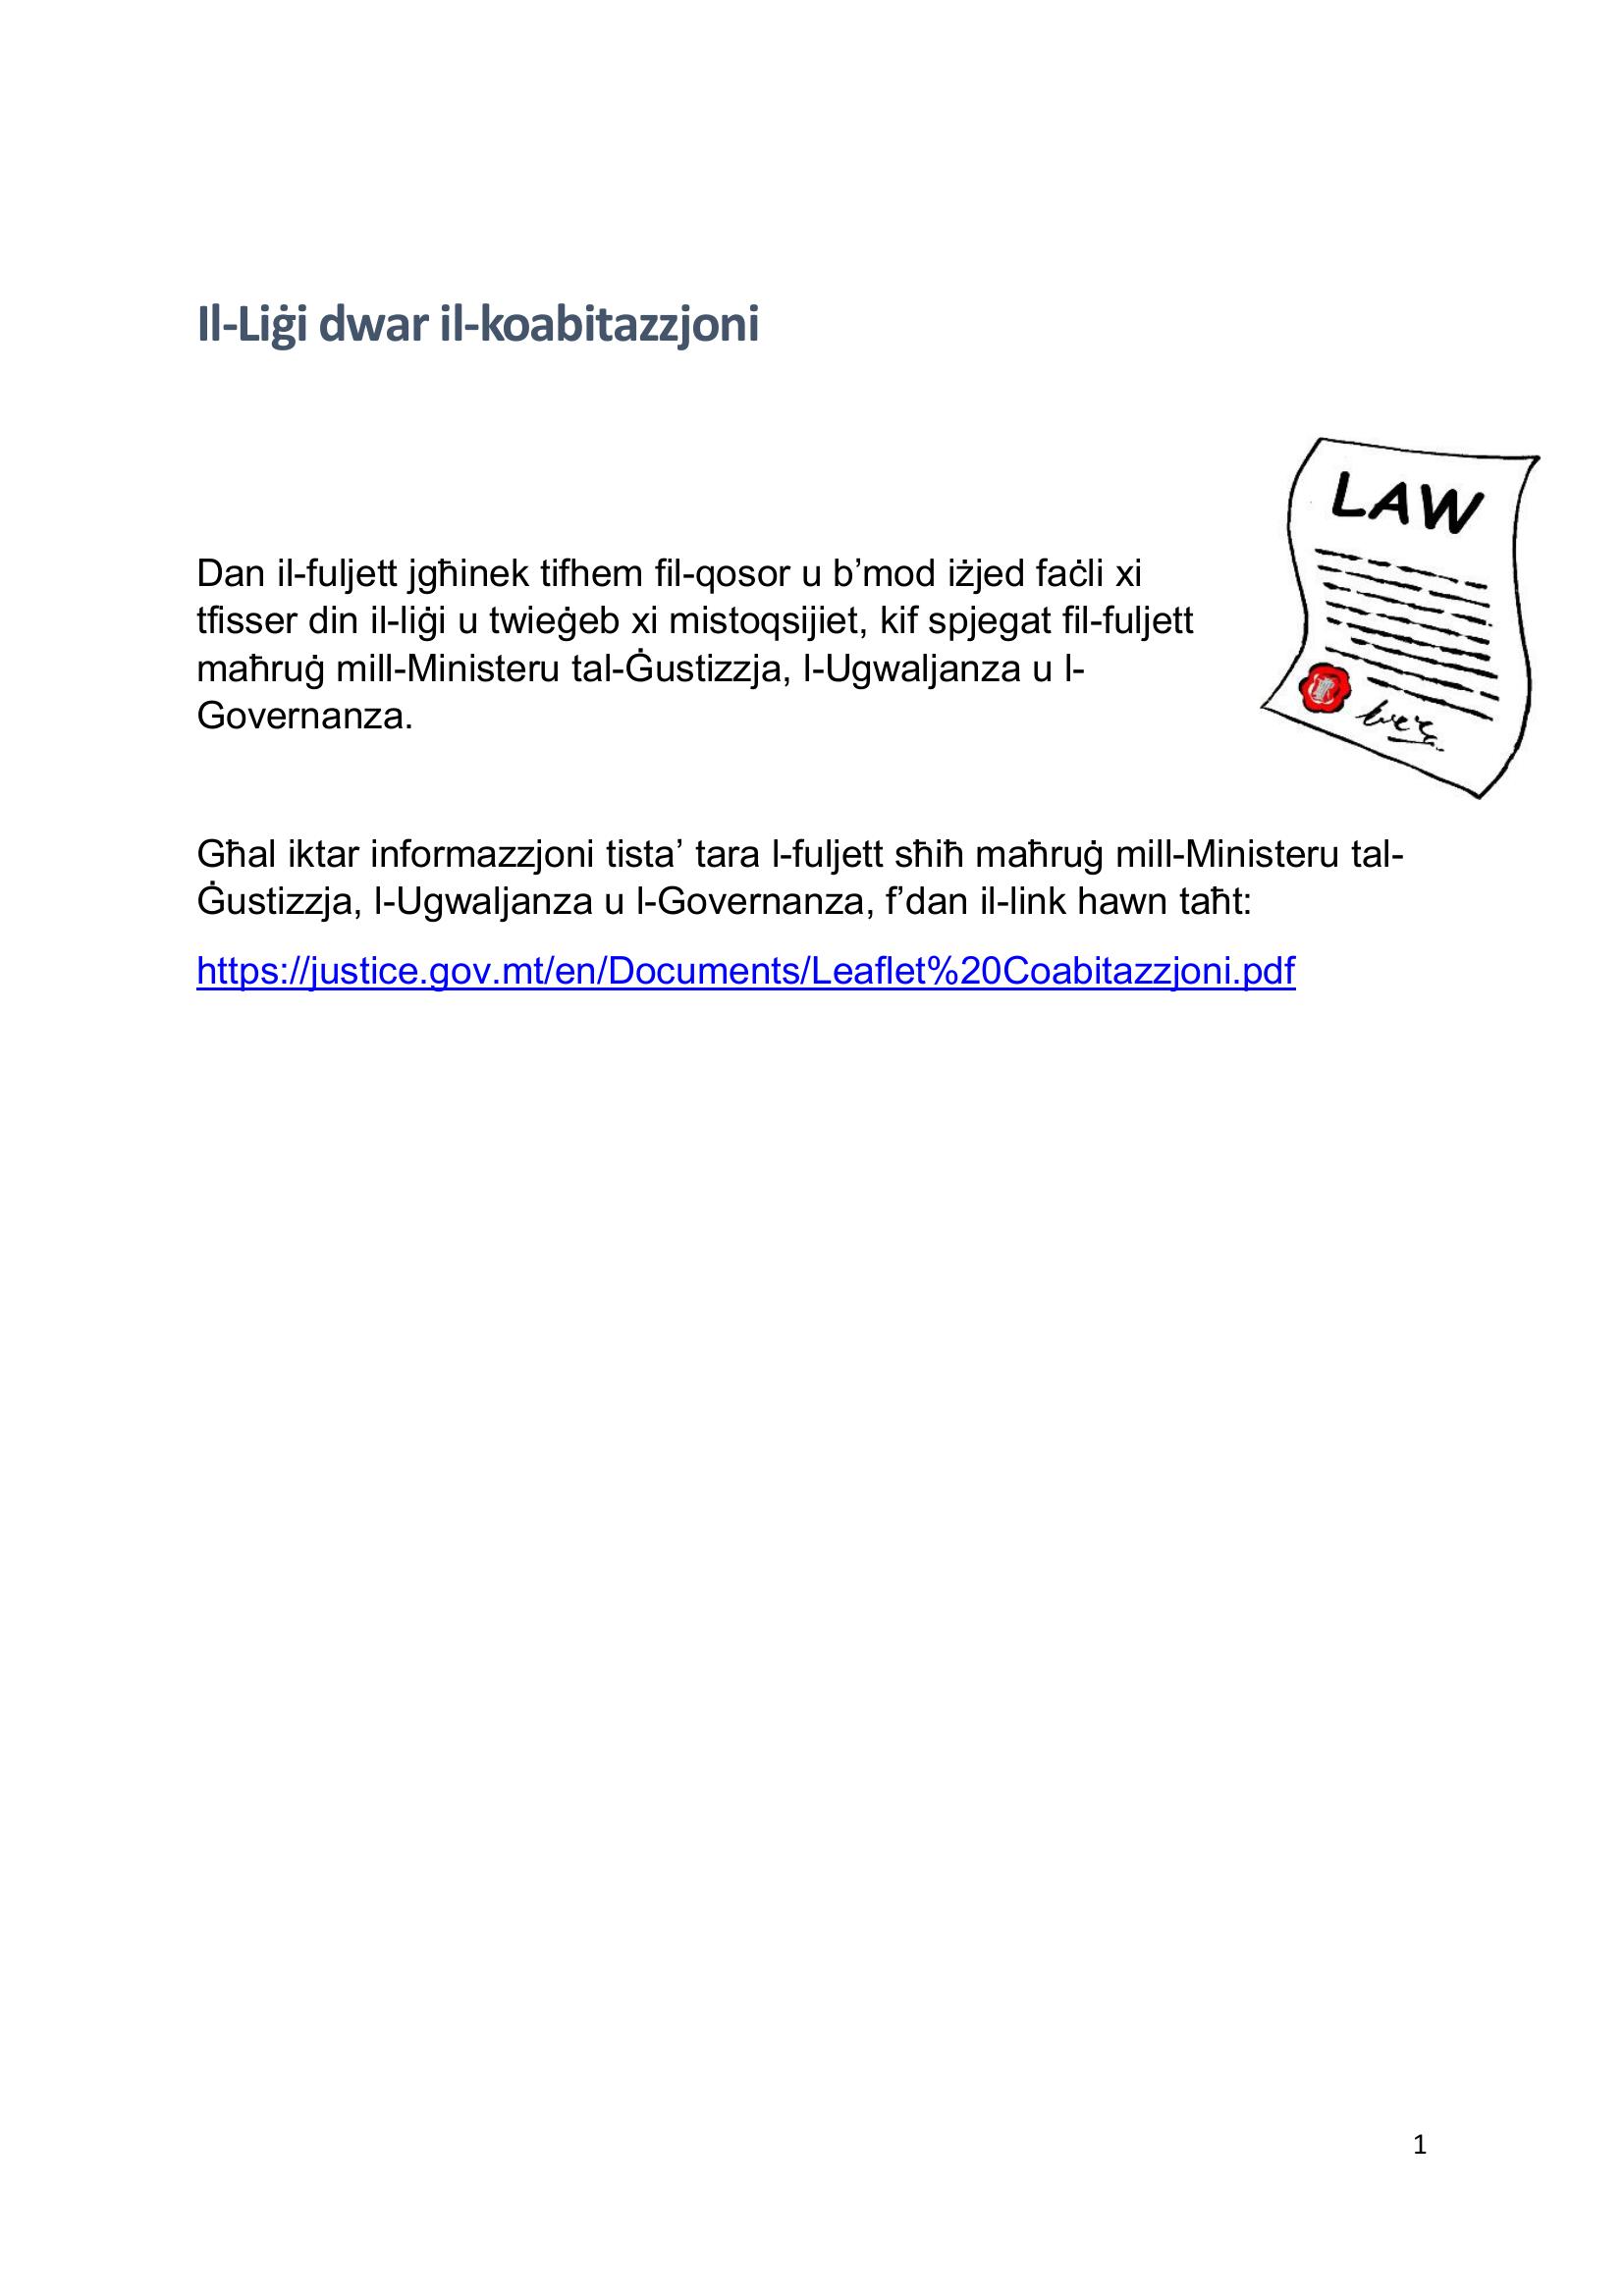 Il-Liġi dwar il-koabitazzjoni
LAW
Dan il-fuljett jgħinek tifhem fil-qosor u b’mod iżjed faċli xi
tfisser din il-liġi u twieġeb xi mistoqsijiet, kif spjegat fil-fuljett
maħruġ mill-Ministeru tal-Ġustizzja, l-Ugwaljanza u l-
Governanza.
Għal iktar informazzjoni tista’ tara l-fuljett sħiħ maħruġ mill-Ministeru tal-
Ġustizzja, l-Ugwaljanza u l-Governanza, f’dan il-link hawn taħt:
https://justice.gov.mt/en/Documents/Leaflet%20Coabitazzjoni.pdf
1